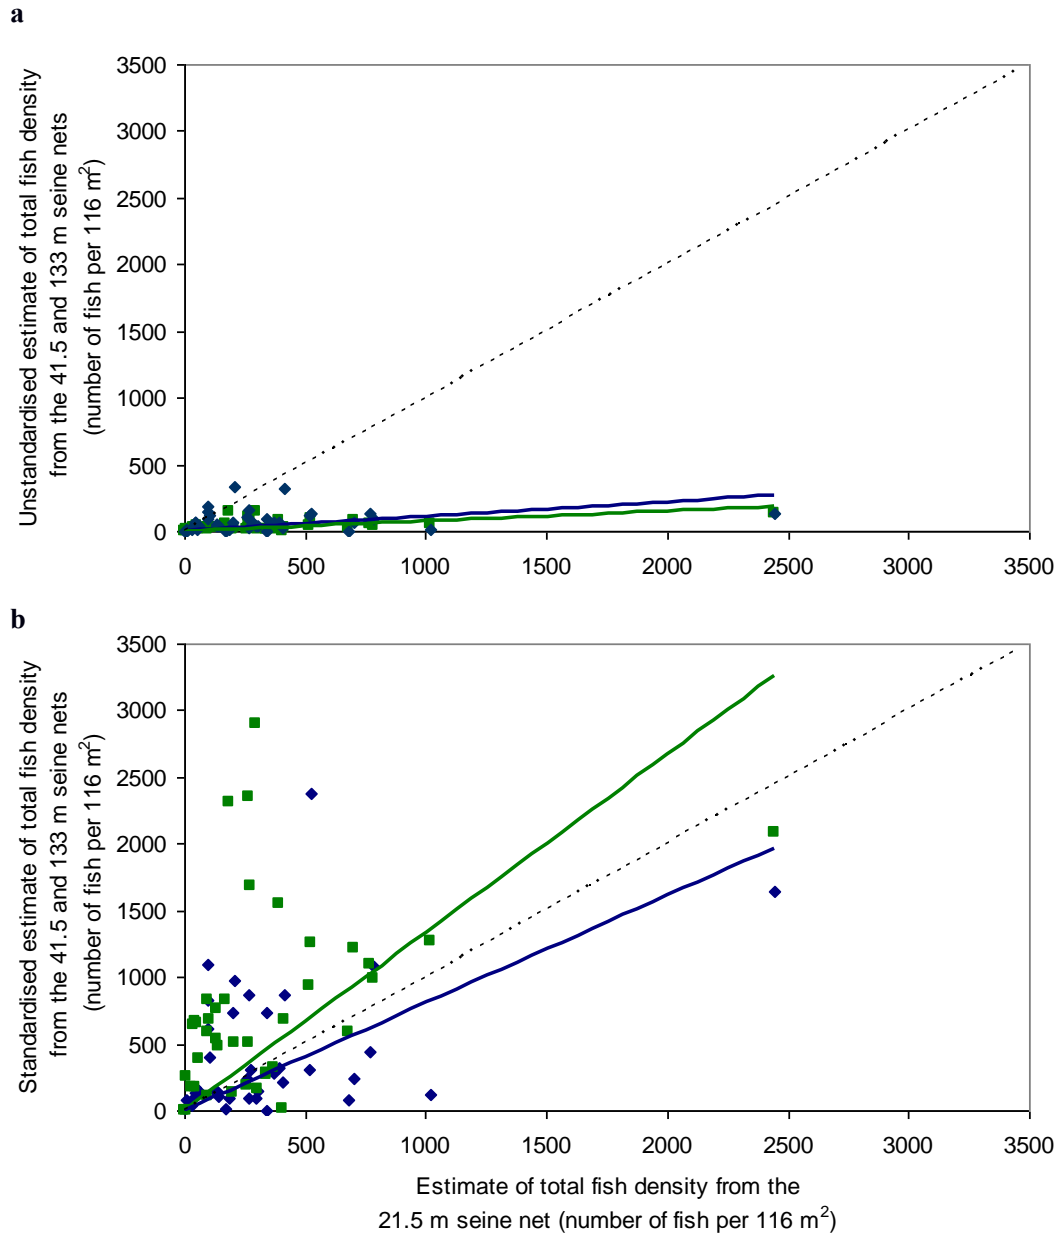 a
Unstandardised estimate of total fish density
from the 41.5 and 133 m seine nets
(number of fish per 116 m²)
3500
3000
2500
2000
1500
1000
500
0
0 500 1000 1500 2000 2500 3000 3500
b
Standardised estimate of total fish density
from the 41.5 and 133 m seine nets
(number of fish per 116 m²)
3500
3000
2500
2000
1500
1000
500
0
0 500 1000 1500 2000 2500 3000 3500
Estimate of total fish density from the
21.5 m seine net (number of fish per 116 m²)